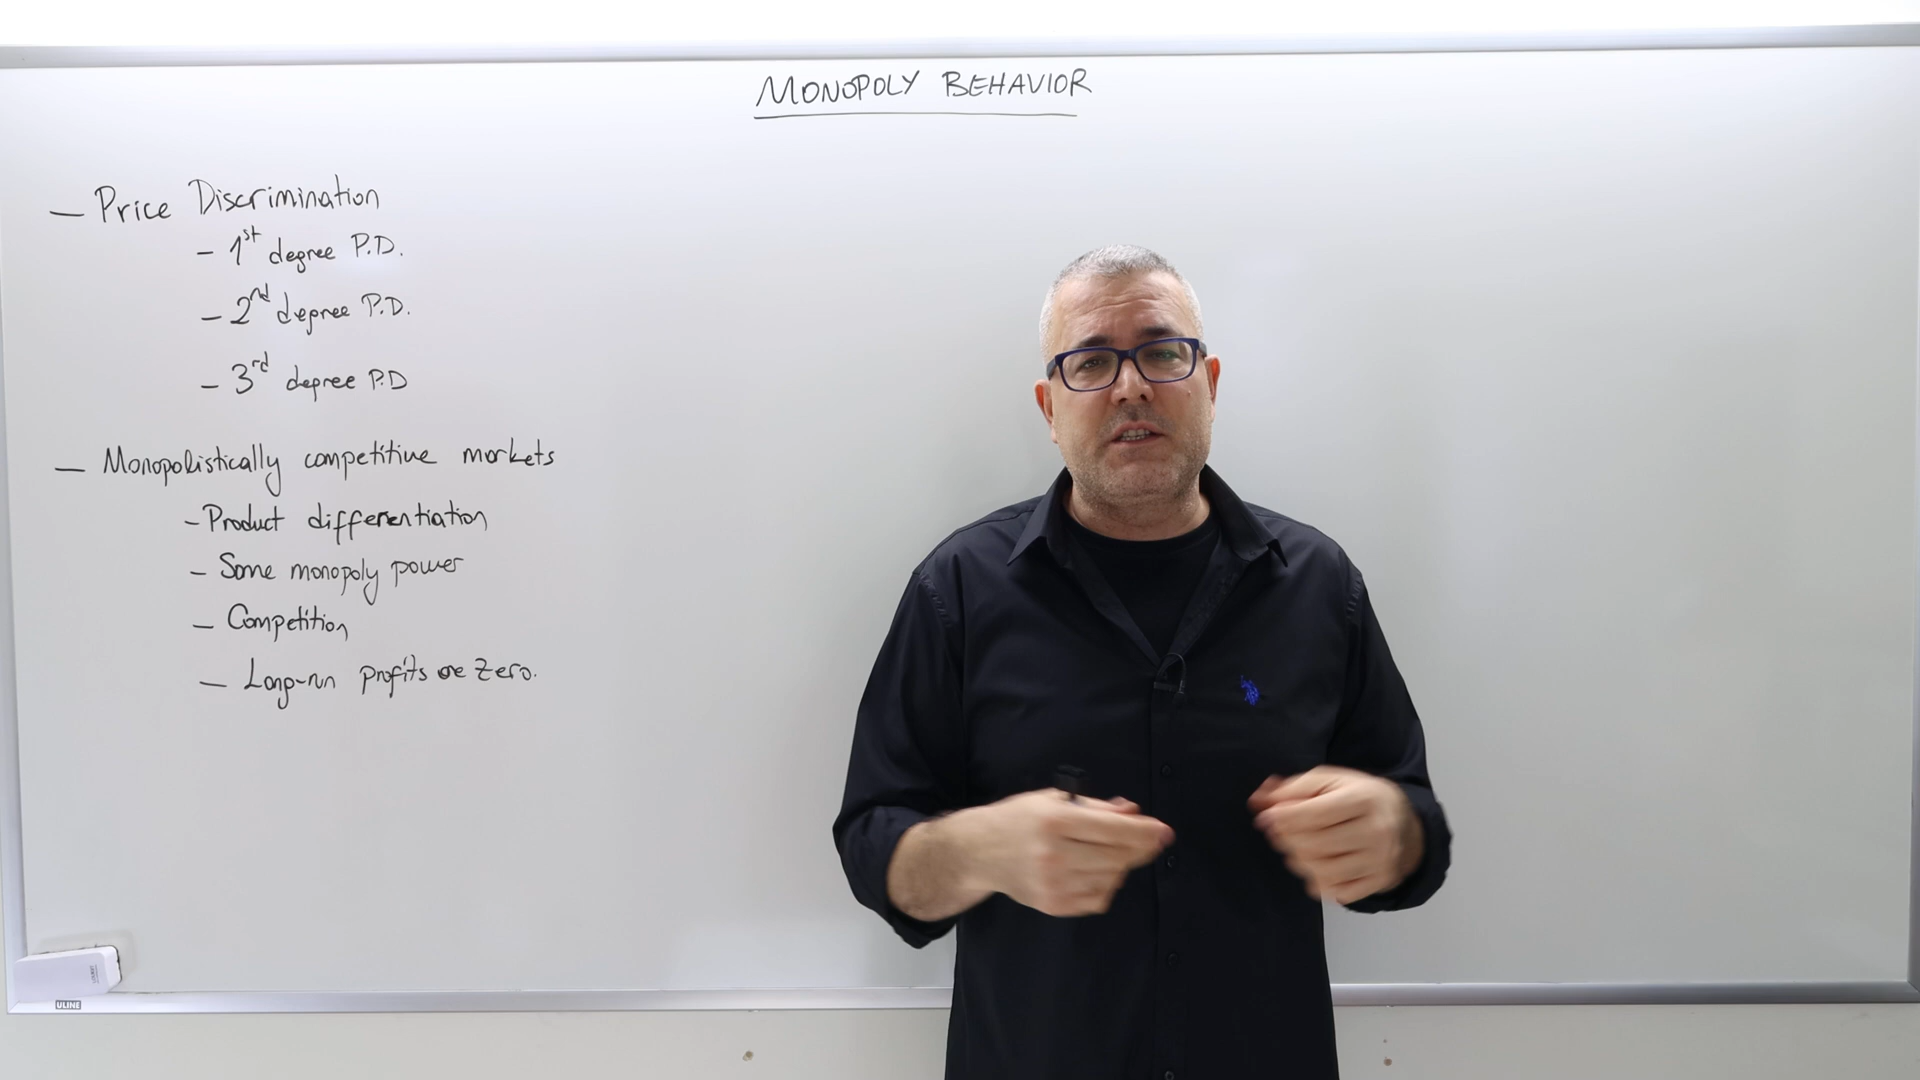 MONOPOLY BEHAVIOR
— Price Discrimination
- 1st degree P.D.
- 2nd degree P.D.
- 3rd degree P.D
— Monopolistically competitive markets
- Product differentiation
- Some monopoly power
- Competition
- Long-run profits are zero.
ULINE